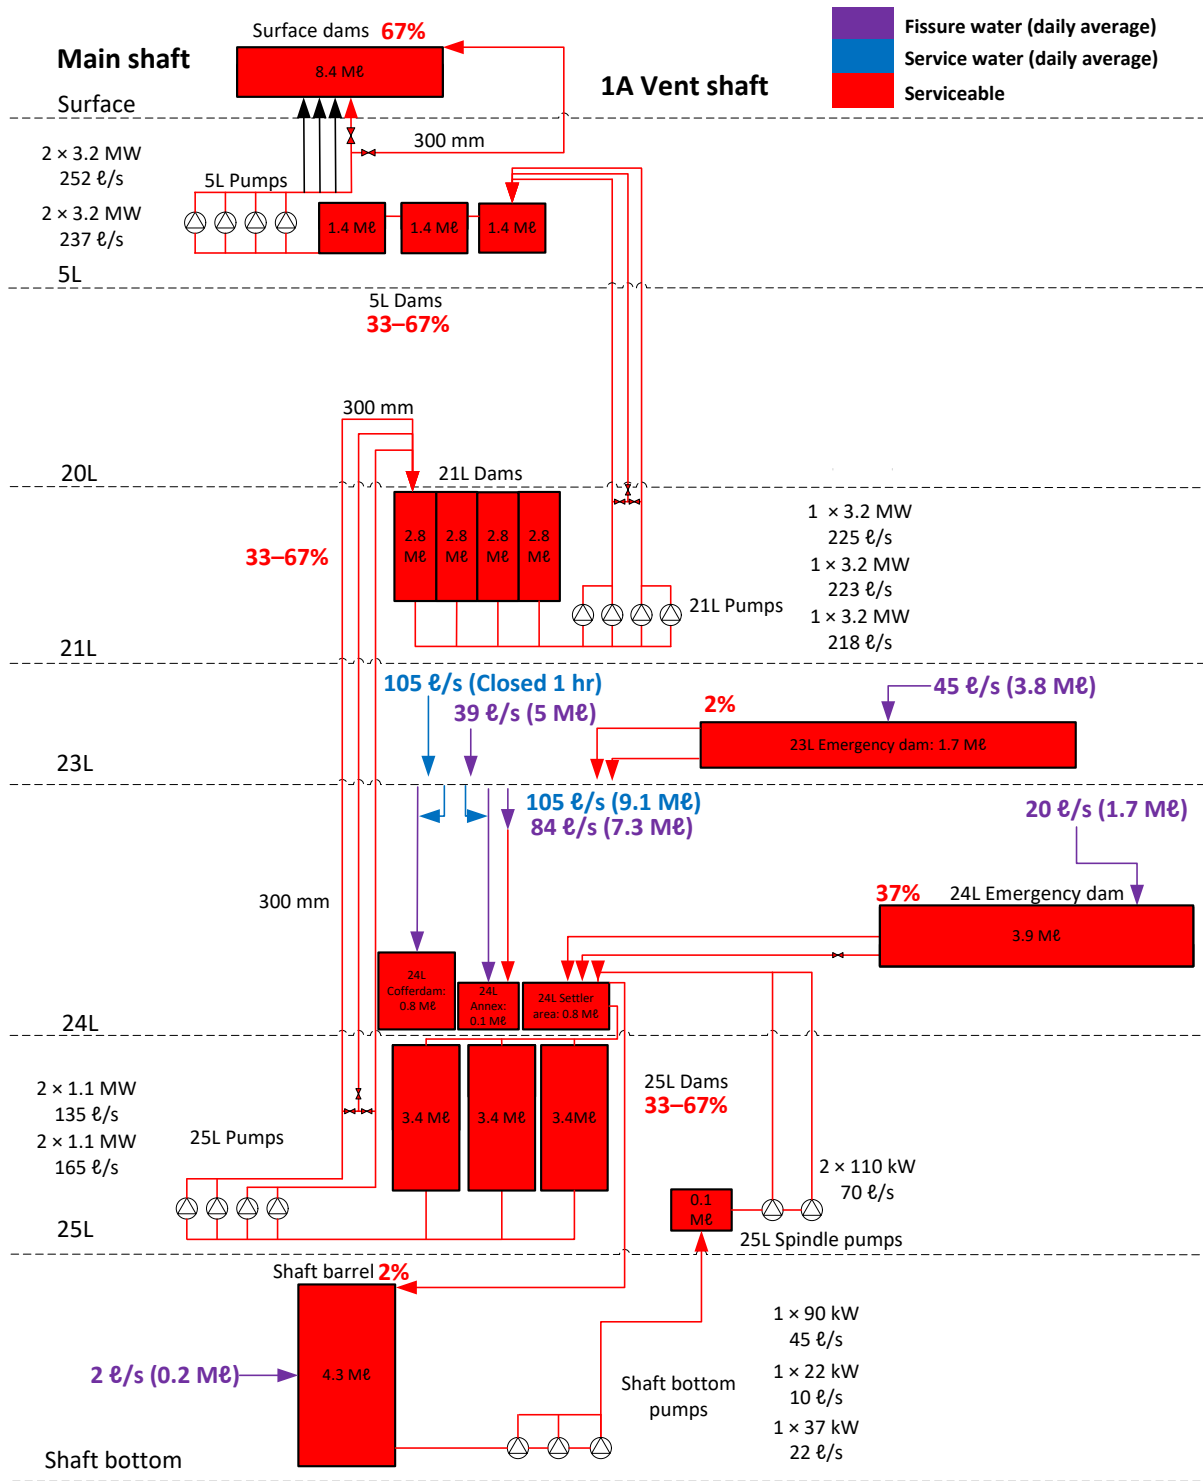 Surface dams 67%
Fissure water (daily average)
Service water (daily average)
Serviceable
Main shaft
8.4 Mℓ
1A Vent shaft
Surface
300 mm
2 × 3.2 MW
252 ℓ/s
5L Pumps
2 × 3.2 MW
237 ℓ/s
1.4 Mℓ
1.4 Mℓ
1.4 Mℓ
5L
5L Dams
33–67%
300 mm
20L
21L Dams
2.8
Mℓ
2.8
Mℓ
2.8
Mℓ
2.8
Mℓ
33–67%
1 × 3.2 MW
225 ℓ/s
1 × 3.2 MW
223 ℓ/s
1 × 3.2 MW
218 ℓ/s
21L Pumps
21L
105 ℓ/s (Closed 1 hr)
39 ℓ/s (5 Mℓ)
2%
45 ℓ/s (3.8 Mℓ)
23L Emergency dam: 1.7 Mℓ
23L
105 ℓ/s (9.1 Mℓ)
84 ℓ/s (7.3 Mℓ)
20 ℓ/s (1.7 Mℓ)
300 mm
37%
24L Emergency dam
3.9 Mℓ
24L
Cofferdam:
0.8 Mℓ
24L
Annex:
0.1 Mℓ
24L Settler
area: 0.8 Mℓ
24L
2 × 1.1 MW
135 ℓ/s
2 × 1.1 MW
165 ℓ/s
25L Pumps
3.4 Mℓ
3.4 Mℓ
3.4Mℓ
25L Dams
33–67%
2 × 110 kW
70 ℓ/s
0.1
Mℓ
25L Spindle pumps
25L
Shaft barrel 2%
2 ℓ/s (0.2 Mℓ)
4.3 Mℓ
Shaft bottom
pumps
1 × 90 kW
45 ℓ/s
1 × 22 kW
10 ℓ/s
1 × 37 kW
22 ℓ/s
Shaft bottom